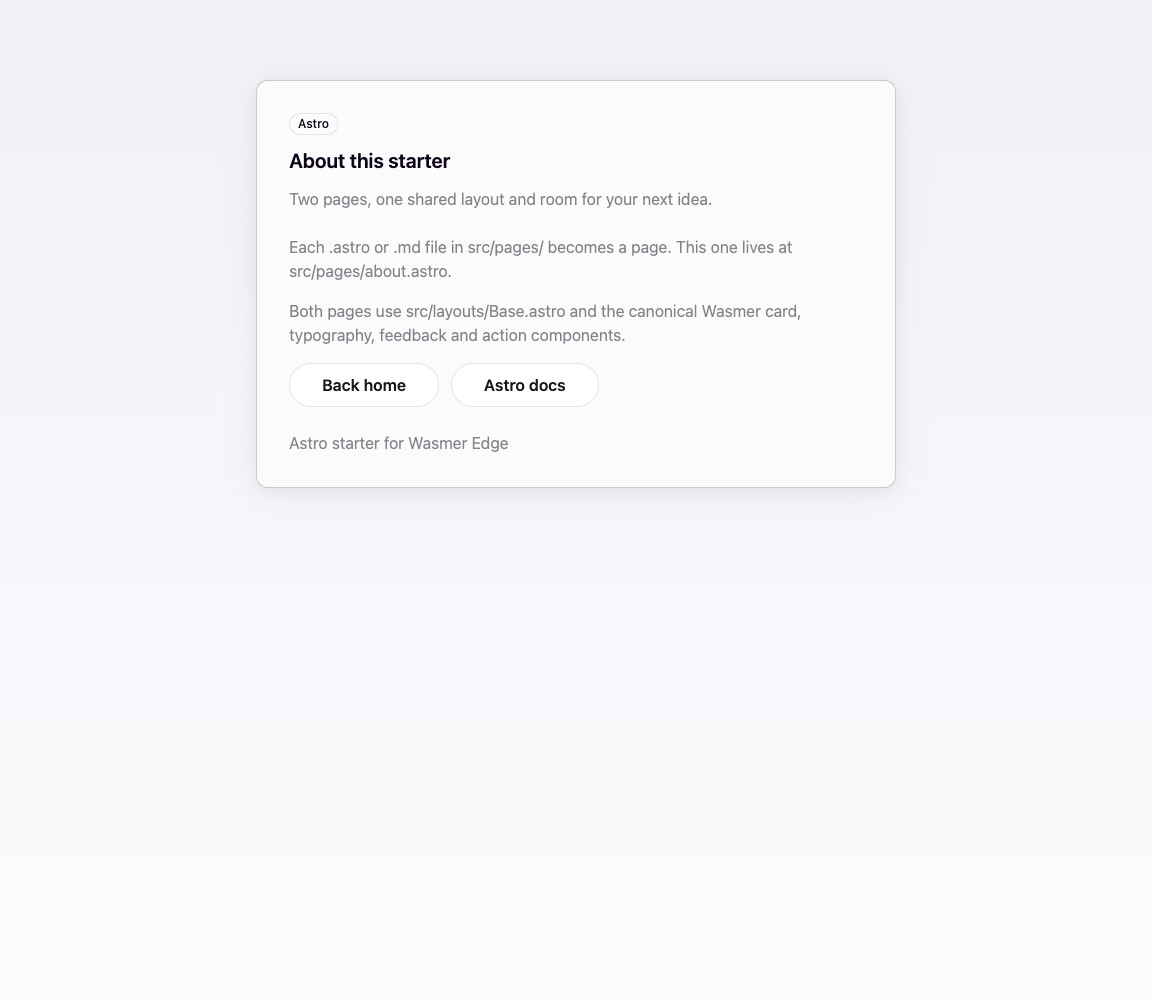 Astro
About this starter
Two pages, one shared layout and room for your next idea.
Each .astro or .md file in src/pages/ becomes a page. This one lives at
src/pages/about.astro.
Both pages use src/layouts/Base.astro and the canonical Wasmer card,
typography, feedback and action components.
Back home
Astro docs
Astro starter for Wasmer Edge